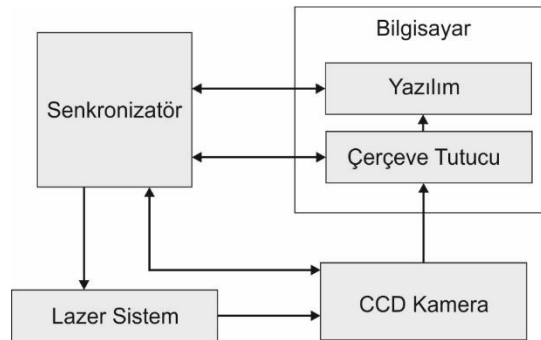 Bilgisayar
Senkronizatör
Yazılım
Çerçeve Tutucu
Lazer Sistem
CCD Kamera